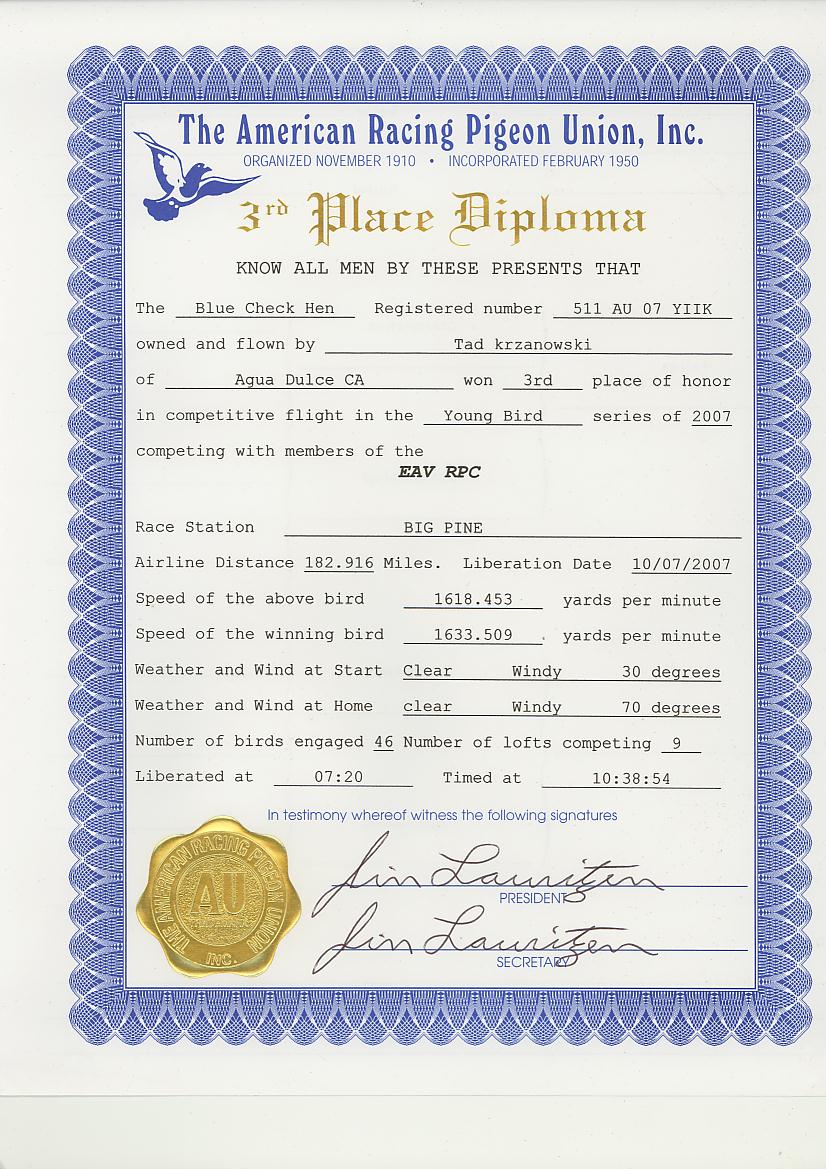 The American Racing Pigeon Union, Inc.
ORGANIZED NOVEMBER 1910 • INCORPORATED FEBRUARY 1950
3rd Place Diploma
KNOW ALL MEN BY THESE PRESENTS THAT
The Blue Check Hen Registered number 511 AU 07 YIIK
owned and flown by Tad krzanowski
of Agua Dulce CA won 3rd place of honor
in competitive flight in the Young Bird series of 2007
competing with members of the
EAV RPC
Race Station BIG PINE
Airline Distance 182.916 Miles. Liberation Date 10/07/2007
Speed of the above bird 1618.453 yards per minute
Speed of the winning bird 1633.509 yards per minute
Weather and Wind at Start Clear Windy 30 degrees
Weather and Wind at Home clear Windy 70 degrees
Number of birds engaged 46 Number of lofts competing 9
Liberated at 07:20 Timed at 10:38:54
In testimony whereof witness the following signatures
Jim Lauritzen
PRESIDENT
Jim Lauritzen
SECRETARY
THE AMERICAN RACING PIGEON UNION
AU
INC.